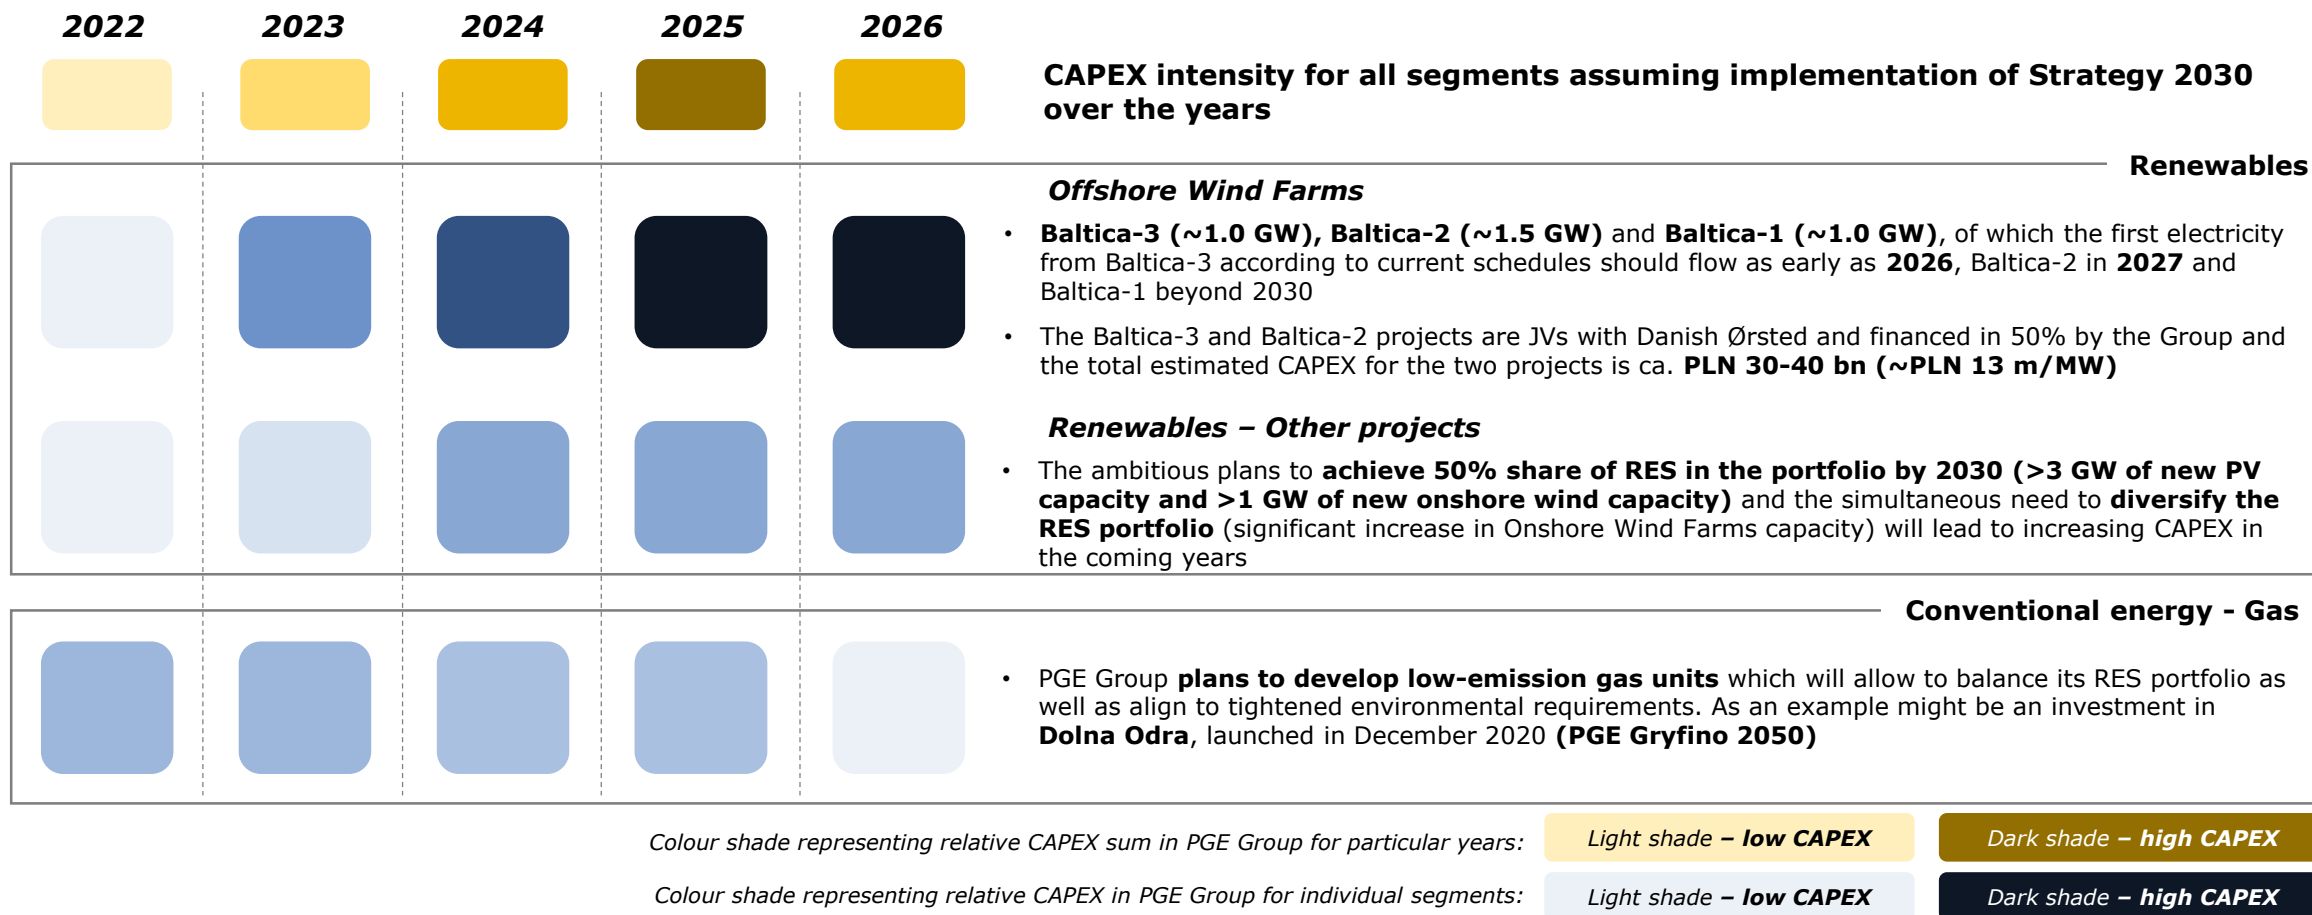 2022 2023 2024 2025 2026
CAPEX intensity for all segments assuming implementation of Strategy 2030
over the years
Renewables
Offshore Wind Farms
• Baltica-3 (~1.0 GW), Baltica-2 (~1.5 GW) and Baltica-1 (~1.0 GW), of which the first electricity
from Baltica-3 according to current schedules should flow as early as 2026, Baltica-2 in 2027 and
Baltica-1 beyond 2030
• The Baltica-3 and Baltica-2 projects are JVs with Danish Ørsted and financed in 50% by the Group and
the total estimated CAPEX for the two projects is ca. PLN 30-40 bn (~PLN 13 m/MW)
Renewables – Other projects
• The ambitious plans to achieve 50% share of RES in the portfolio by 2030 (>3 GW of new PV
capacity and >1 GW of new onshore wind capacity) and the simultaneous need to diversify the
RES portfolio (significant increase in Onshore Wind Farms capacity) will lead to increasing CAPEX in
the coming years
Conventional energy - Gas
• PGE Group plans to develop low-emission gas units which will allow to balance its RES portfolio as
well as align to tightened environmental requirements. As an example might be an investment in
Dolna Odra, launched in December 2020 (PGE Gryfino 2050)
Colour shade representing relative CAPEX sum in PGE Group for particular years: Light shade – low CAPEX Dark shade – high CAPEX
Colour shade representing relative CAPEX in PGE Group for individual segments: Light shade – low CAPEX Dark shade – high CAPEX